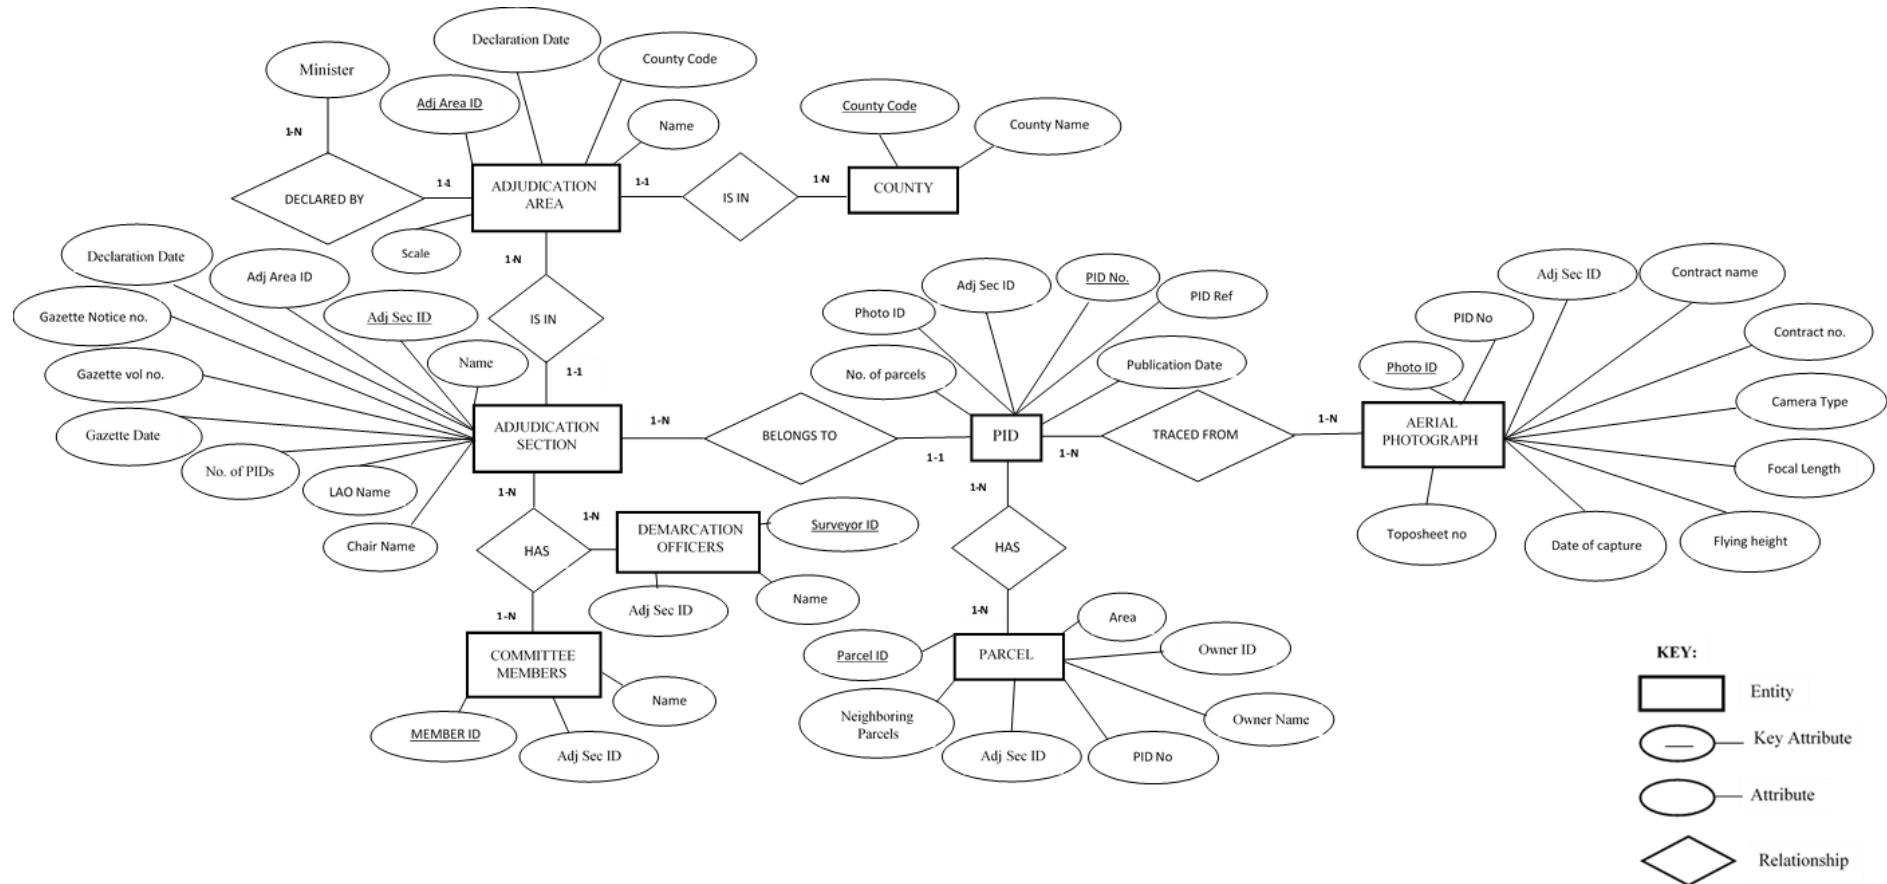 Declaration Date
County Code
Minister
Adj Area ID
Name
County Code
County Name
1-N
DECLARED BY
1-1
ADJUDICATION
AREA
1-1
IS IN
1-N
COUNTY
Scale
1-N
Declaration Date
Adj Area ID
Gazette Notice no.
Adj Sec ID
IS IN
Name
Gazette vol no.
1-1
Gazette Date
No. of PIDs
LAO Name
Chair Name
ADJUDICATION
SECTION
1-N
BELONGS TO
1-1
PID
Photo ID
Adj Sec ID
PID No.
PID Ref
No. of parcels
Publication Date
1-N
TRACED FROM
1-N
AERIAL
PHOTOGRAPH
Photo ID
PID No
Adj Sec ID
Contract name
Contract no.
Camera Type
Focal Length
Flying height
Date of capture
Toposheet no
1-N
HAS
1-N
DEMARCATION
OFFICERS
Surveyor ID
Name
Adj Sec ID
1-N
COMMITTEE
MEMBERS
Name
MEMBER ID
Adj Sec ID
1-N
HAS
1-N
PARCEL
Area
Owner ID
Owner Name
PID No
Adj Sec ID
Neighboring
Parcels
Parcel ID
KEY:
Entity
Key Attribute
Attribute
Relationship